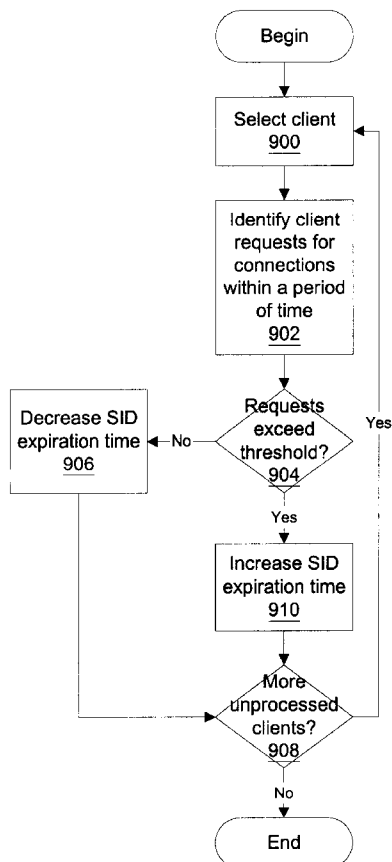 Begin
Select client
900
Identify client
requests for
connections
within a period
of time
902
Requests
exceed
threshold?
904
Yes
No
Decrease SID
expiration time
906
Yes
Increase SID
expiration time
910
More
unprocessed
clients?
908
No
End